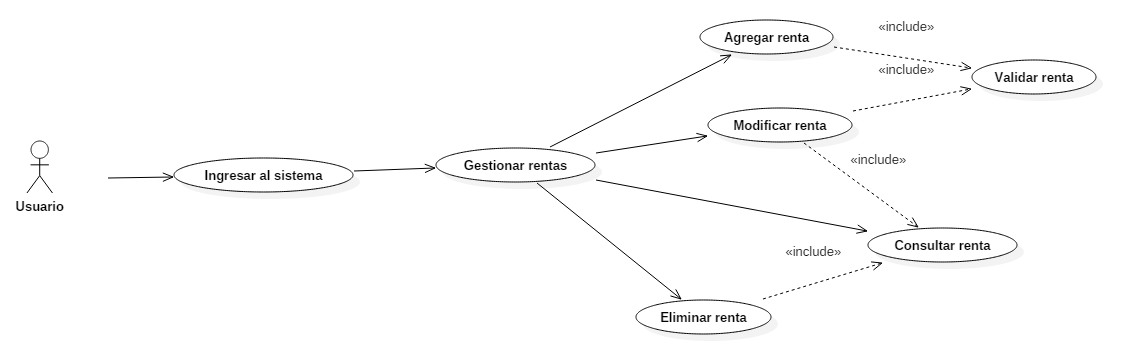 Agregar renta
«include»
«include»
Validar renta
Modificar renta
«include»
Usuario
Ingresar al sistema
Gestionar rentas
Consultar renta
«include»
Eliminar renta